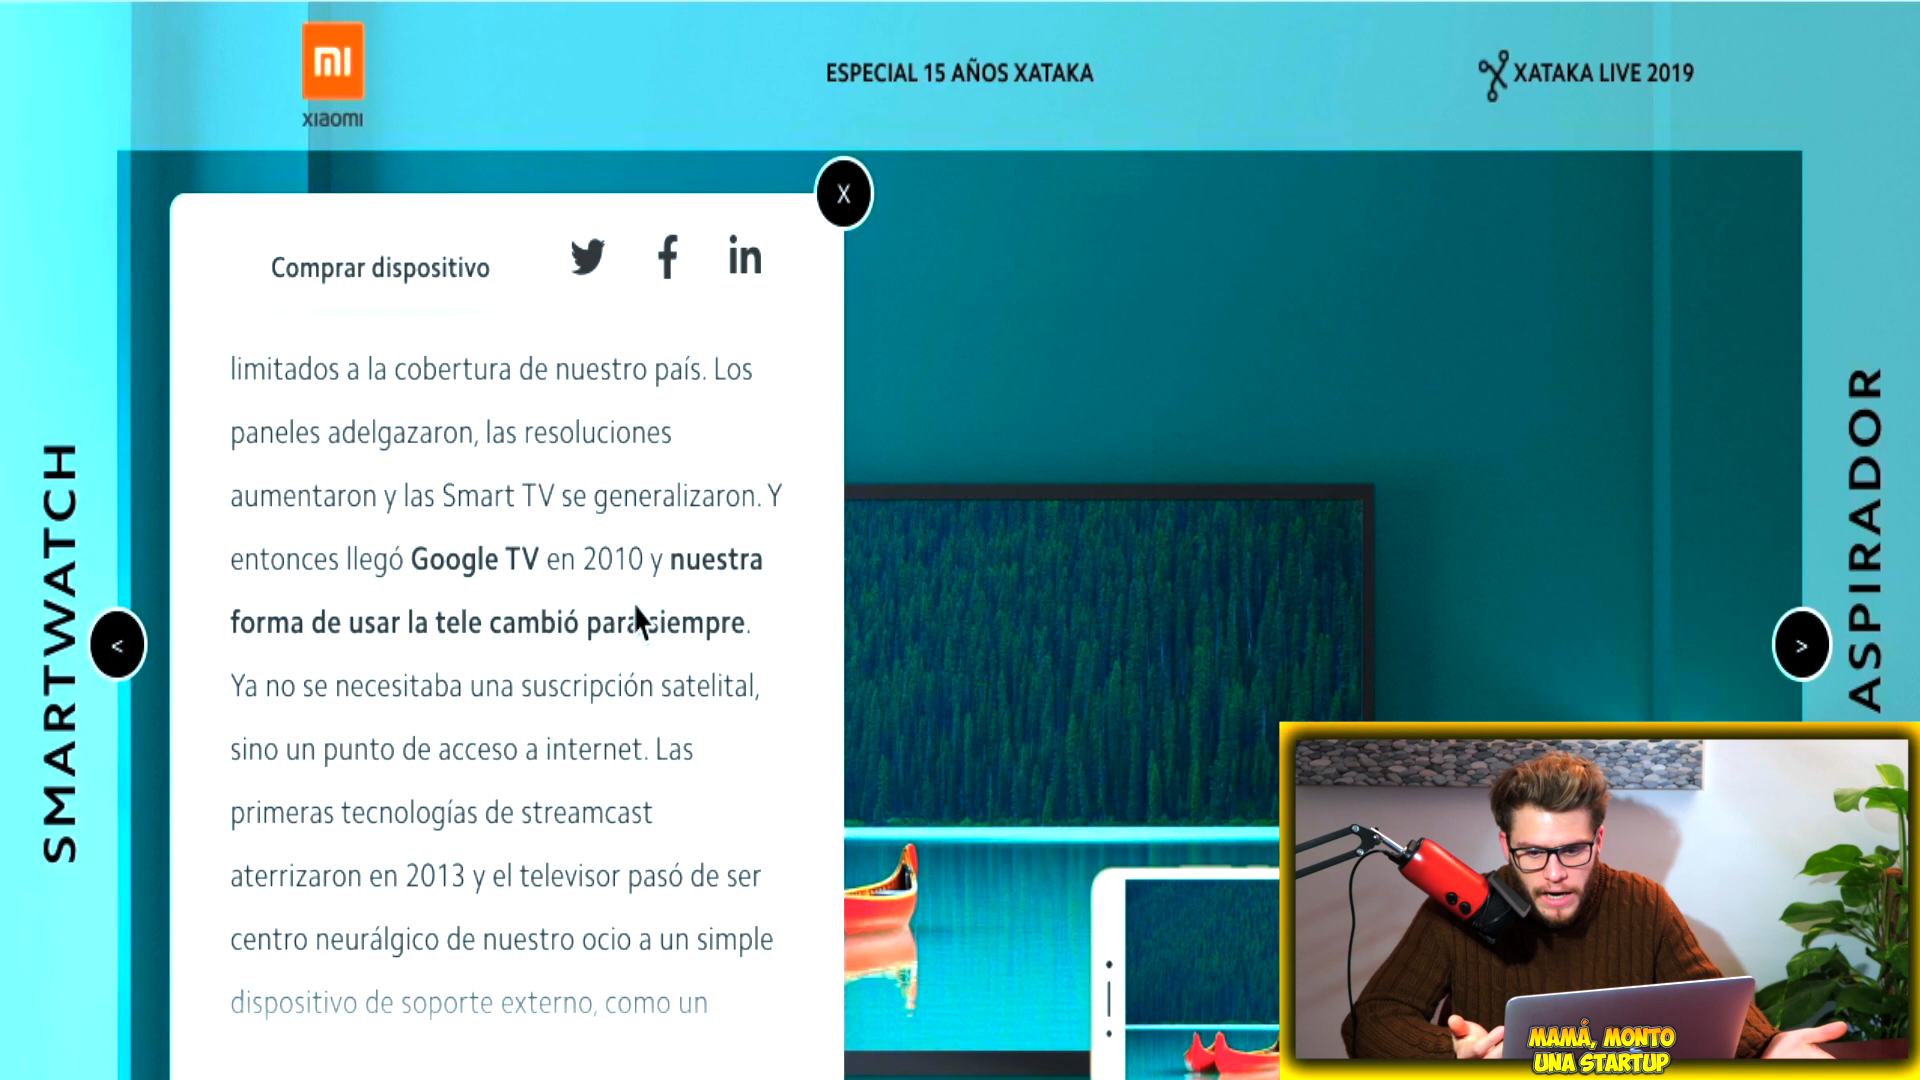 mi
xiaomi
ESPECIAL 15 AÑOS XATAKA
XATAKA LIVE 2019
X
Comprar dispositivo
in
limitados a la cobertura de nuestro país. Los
paneles adelgazaron, las resoluciones
aumentaron y las Smart TV se generalizaron. Y
entonces llegó Google TV en 2010 y nuestra
forma de usar la tele cambió para siempre.
Ya no se necesitaba una suscripción satelital,
sino un punto de acceso a internet. Las
primeras tecnologías de streamcast
aterrizaron en 2013 y el televisor pasó de ser
centro neurálgico de nuestro ocio a un simple
dispositivo de soporte externo, como un
SMARTWATCH
<
>
ASPIRADOR
MAMÁ, MONTO
UNA STARTUP